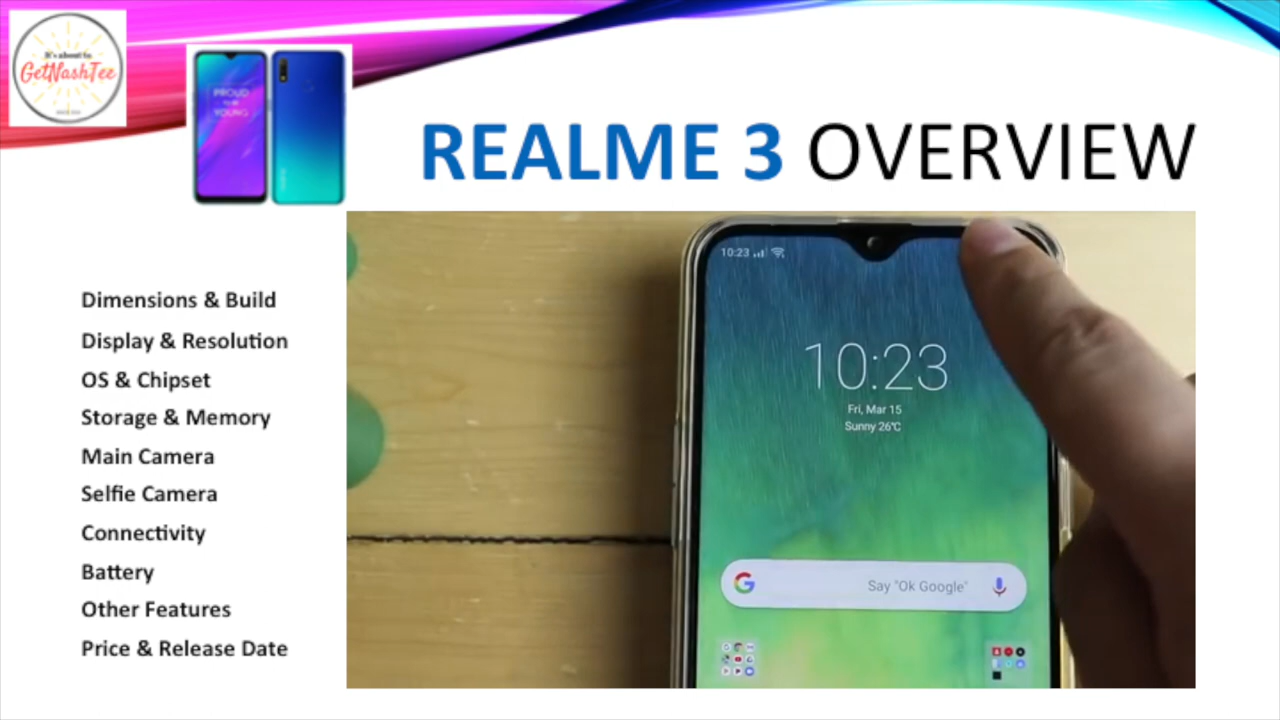 It's about to
GetNashTee
PROUD
TO BE
YOUNG
REALME 3 OVERVIEW
Dimensions & Build
Display & Resolution
OS & Chipset
Storage & Memory
Main Camera
Selfie Camera
Connectivity
Battery
Other Features
Price & Release Date
10:23
10:23
Fri, Mar 15
Sunny 26℃
G
Say "Ok Google"